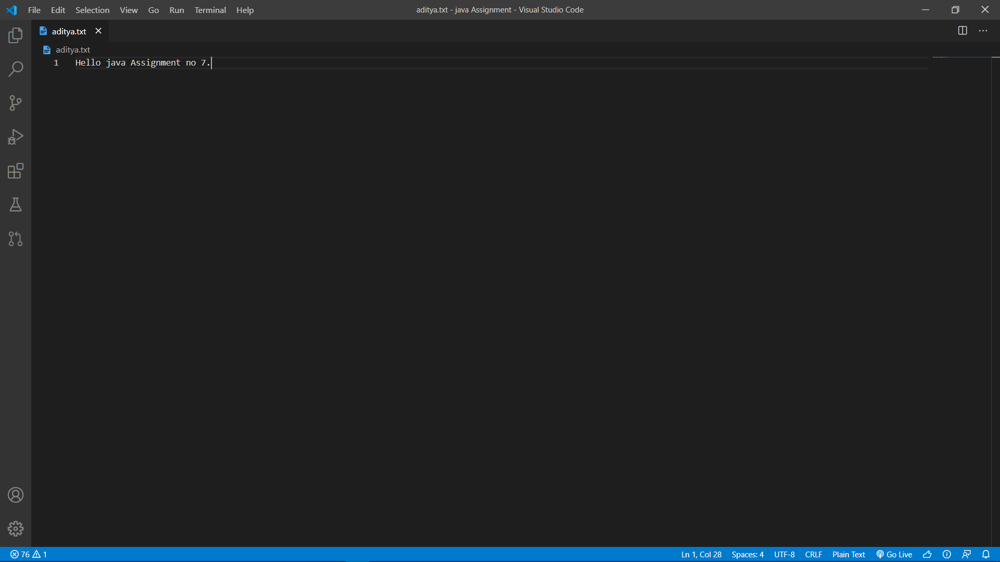 File Edit Selection View Go Run Terminal Help
aditya.txt - java Assignment - Visual Studio Code
aditya.txt
aditya.txt
1 Hello java Assignment no 7.
76 1 Ln 1, Col 28 Spaces: 4 UTF-8 CRLF Plain Text Go Live